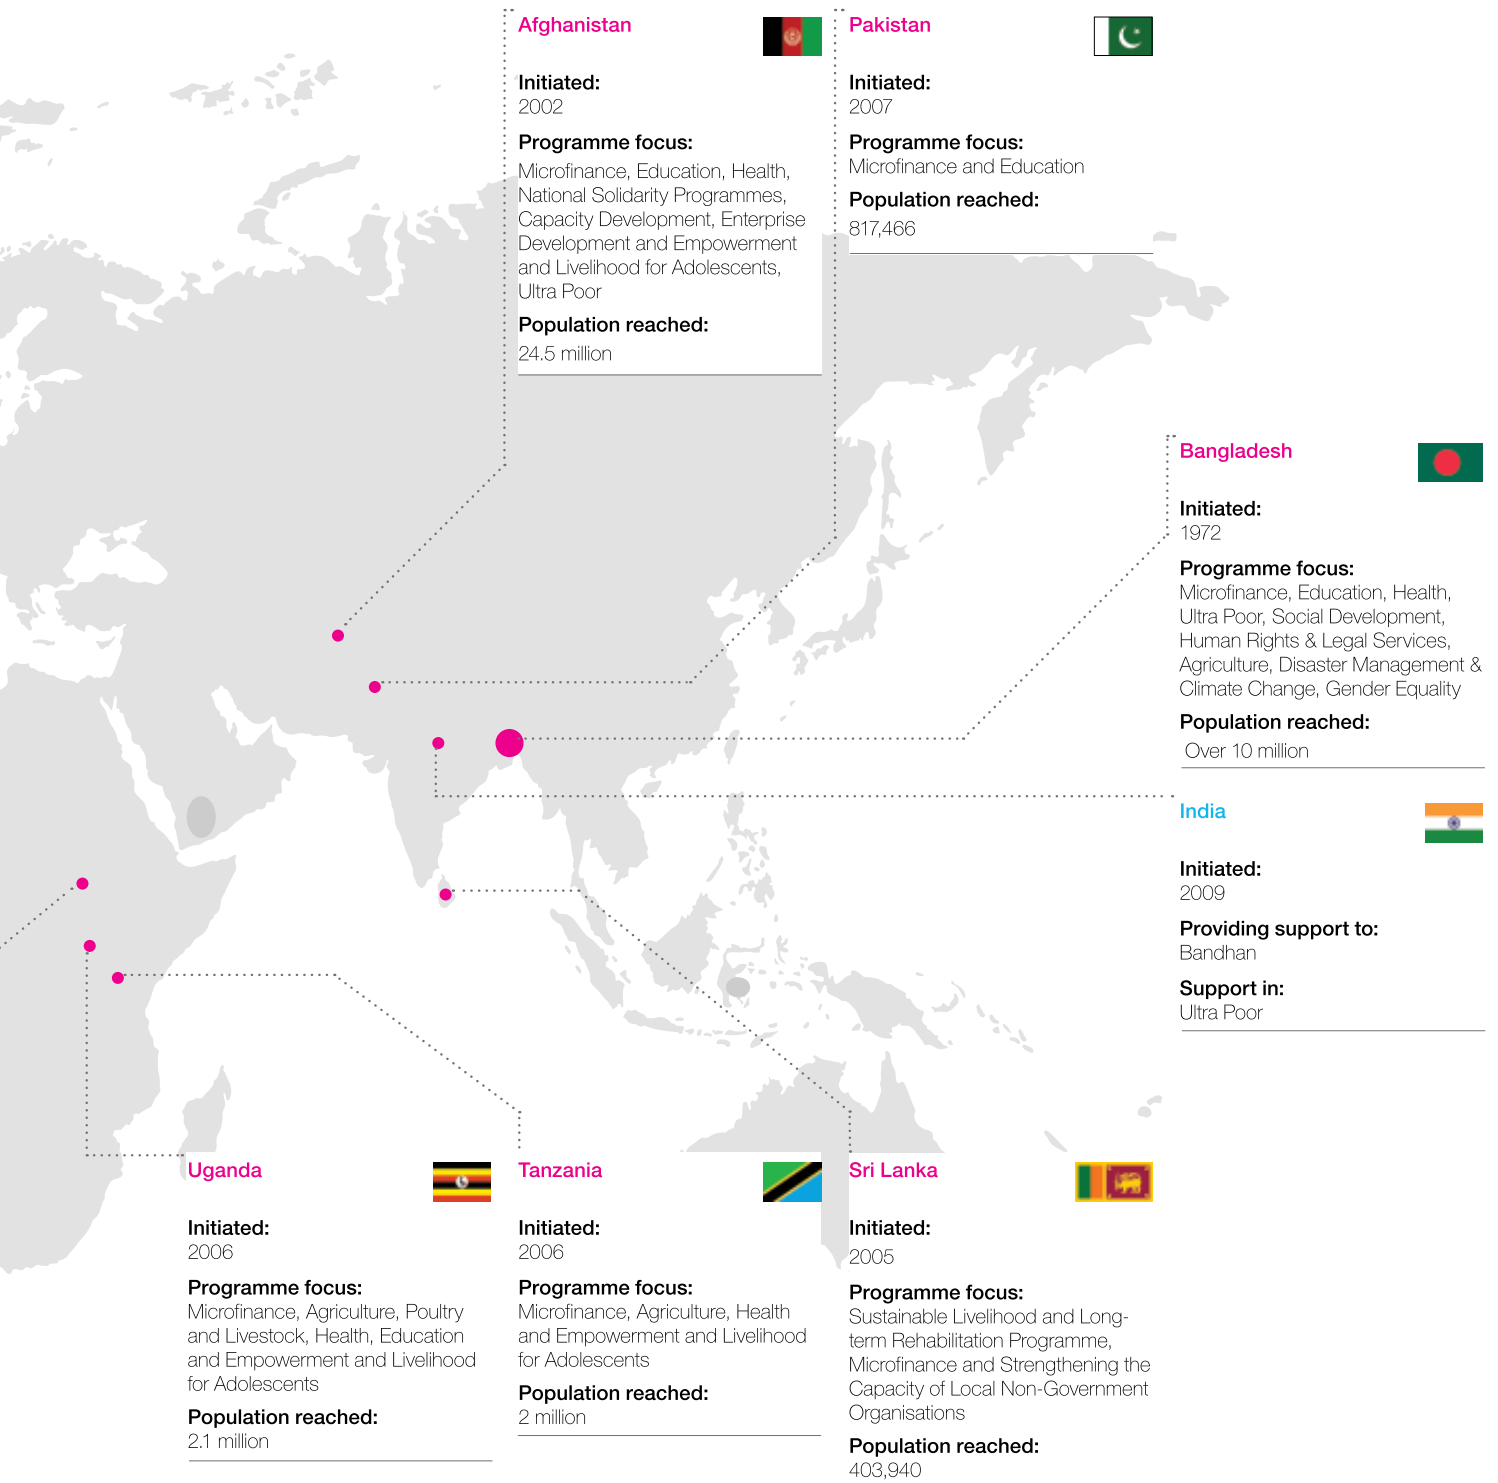 Afghanistan
Initiated:
2002
Programme focus:
Microfinance, Education, Health,
National Solidarity Programmes,
Capacity Development, Enterprise
Development and Empowerment
and Livelihood for Adolescents,
Ultra Poor
Population reached:
24.5 million
Pakistan
Initiated:
2007
Programme focus:
Microfinance and Education
Population reached:
817,466
Bangladesh
Initiated:
1972
Programme focus:
Microfinance, Education, Health,
Ultra Poor, Social Development,
Human Rights & Legal Services,
Agriculture, Disaster Management &
Climate Change, Gender Equality
Population reached:
Over 10 million
India
Initiated:
2009
Providing support to:
Bandhan
Support in:
Ultra Poor
Uganda
Initiated:
2006
Programme focus:
Microfinance, Agriculture, Poultry
and Livestock, Health, Education
and Empowerment and Livelihood
for Adolescents
Population reached:
2.1 million
Tanzania
Initiated:
2006
Programme focus:
Microfinance, Agriculture, Health
and Empowerment and Livelihood
for Adolescents
Population reached:
2 million
Sri Lanka
Initiated:
2005
Programme focus:
Sustainable Livelihood and Long-
term Rehabilitation Programme,
Microfinance and Strengthening the
Capacity of Local Non-Government
Organisations
Population reached:
403,940